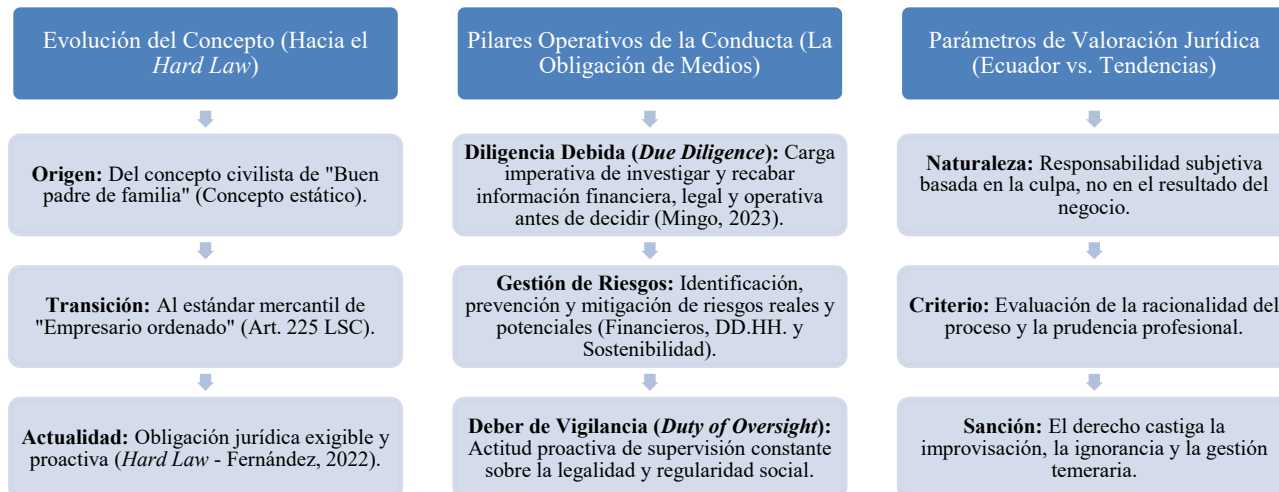 Evolución del Concepto (Hacia el
Hard Law)
Origen: Del concepto civilista de "Buen
padre de familia" (Concepto estático).
Transición: Al estándar mercantil de
"Empresario ordenado" (Art. 225 LSC).
Actualidad: Obligación jurídica exigible y
proactiva (Hard Law - Fernández, 2022).
Pilares Operativos de la Conducta (La
Obligación de Medios)
Diligencia Debida (Due Diligence): Carga
imperativa de investigar y recabar
información financiera, legal y operativa
antes de decidir (Mingo, 2023).
Gestión de Riesgos: Identificación,
prevención y mitigación de riesgos reales y
potenciales (Financieros, DD.HH. y
Sostenibilidad).
Deber de Vigilancia (Duty of Oversight):
Actitud proactiva de supervisión constante
sobre la legalidad y regularidad social.
Parámetros de Valoración Jurídica
(Ecuador vs. Tendencias)
Naturaleza: Responsabilidad subjetiva
basada en la culpa, no en el resultado del
negocio.
Criterio: Evaluación de la racionalidad del
proceso y la prudencia profesional.
Sanción: El derecho castiga la
improvisación, la ignorancia y la gestión
temeraria.